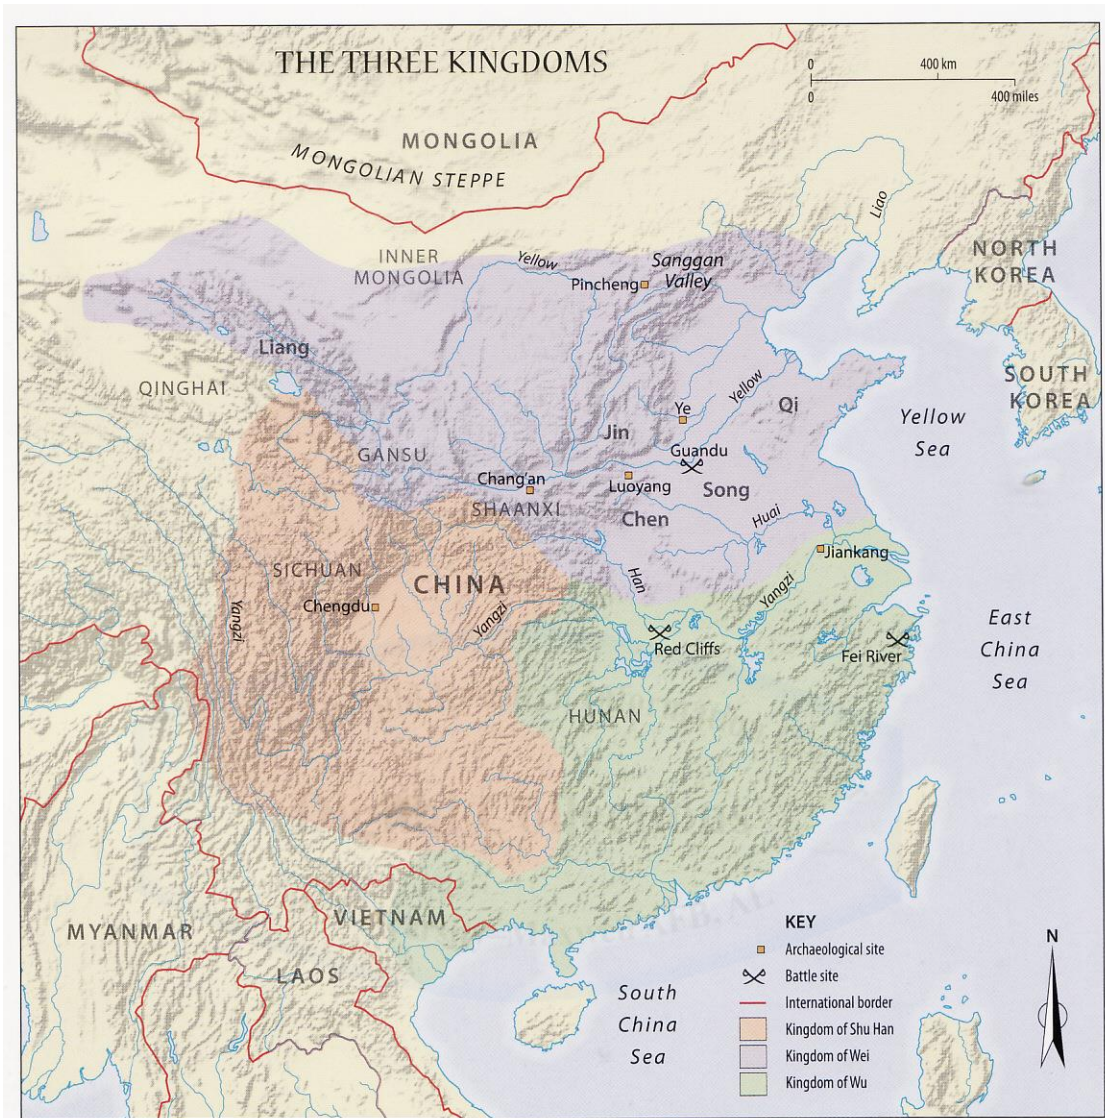 THE THREE KINGDOMS
0 400 km
0 400 miles
MONGOLIA
MONGOLIAN STEPPE
Liao
INNER
MONGOLIA
Yellow
Sanggan
Valley
Pincheng
NORTH
KOREA
Liang
QINGHAI
SOUTH
KOREA
Yellow
Ye
Qi
Yellow
Sea
Jin
Guandu
GANSU
Chang'an
Luoyang
Song
SHAANXI
Chen
Huai
Jiankang
SICHUAN
CHINA
Han
Yangzi
Chengdu
Yangzi
Yangzi
Red Cliffs
Fei River
East
China
Sea
HUNAN
MYANMAR
VIETNAM
LAOS
South
China
Sea
KEY
Archaeological site
Battle site
International border
Kingdom of Shu Han
Kingdom of Wei
Kingdom of Wu
N